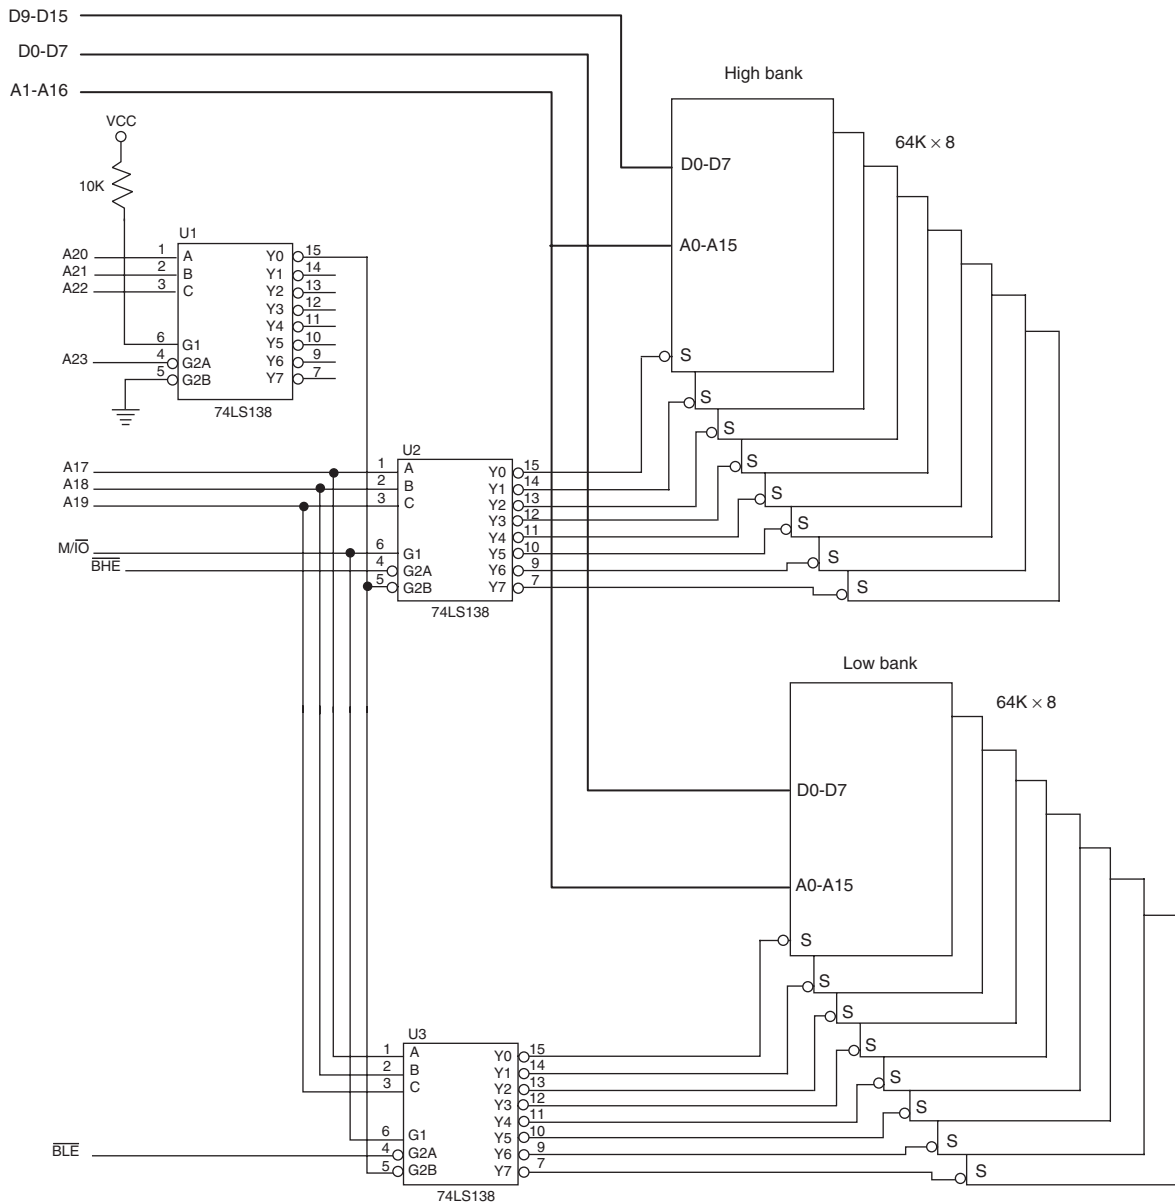 D9-D15
D0-D7
A1-A16
High bank
VCC
64K × 8
D0-D7
10K
U1
A20 1 A Y0 15
A0-A15
A21 2 B Y1 14
A22 3 C Y2 13
Y3 12
Y4 11
6 G1 Y5 10
A23 4 G2A Y6 9
5 G2B Y7 7
74LS138
S
S
S
S
S
S
S
S
U2
A17 1 A Y0 15
A18 2 B Y1 14
A19 3 C Y2 13
Y3 12
Y4 11
M/I̅O̅ 6 G1 Y5 10
B̅H̅E̅ 4 G2A Y6 9
5 G2B Y7 7
74LS138
Low bank
64K × 8
D0-D7
A0-A15
S
S
S
S
S
S
S
S
U3
1 A Y0 15
2 B Y1 14
3 C Y2 13
Y3 12
Y4 11
6 G1 Y5 10
B̅L̅E̅ 4 G2A Y6 9
5 G2B Y7 7
74LS138